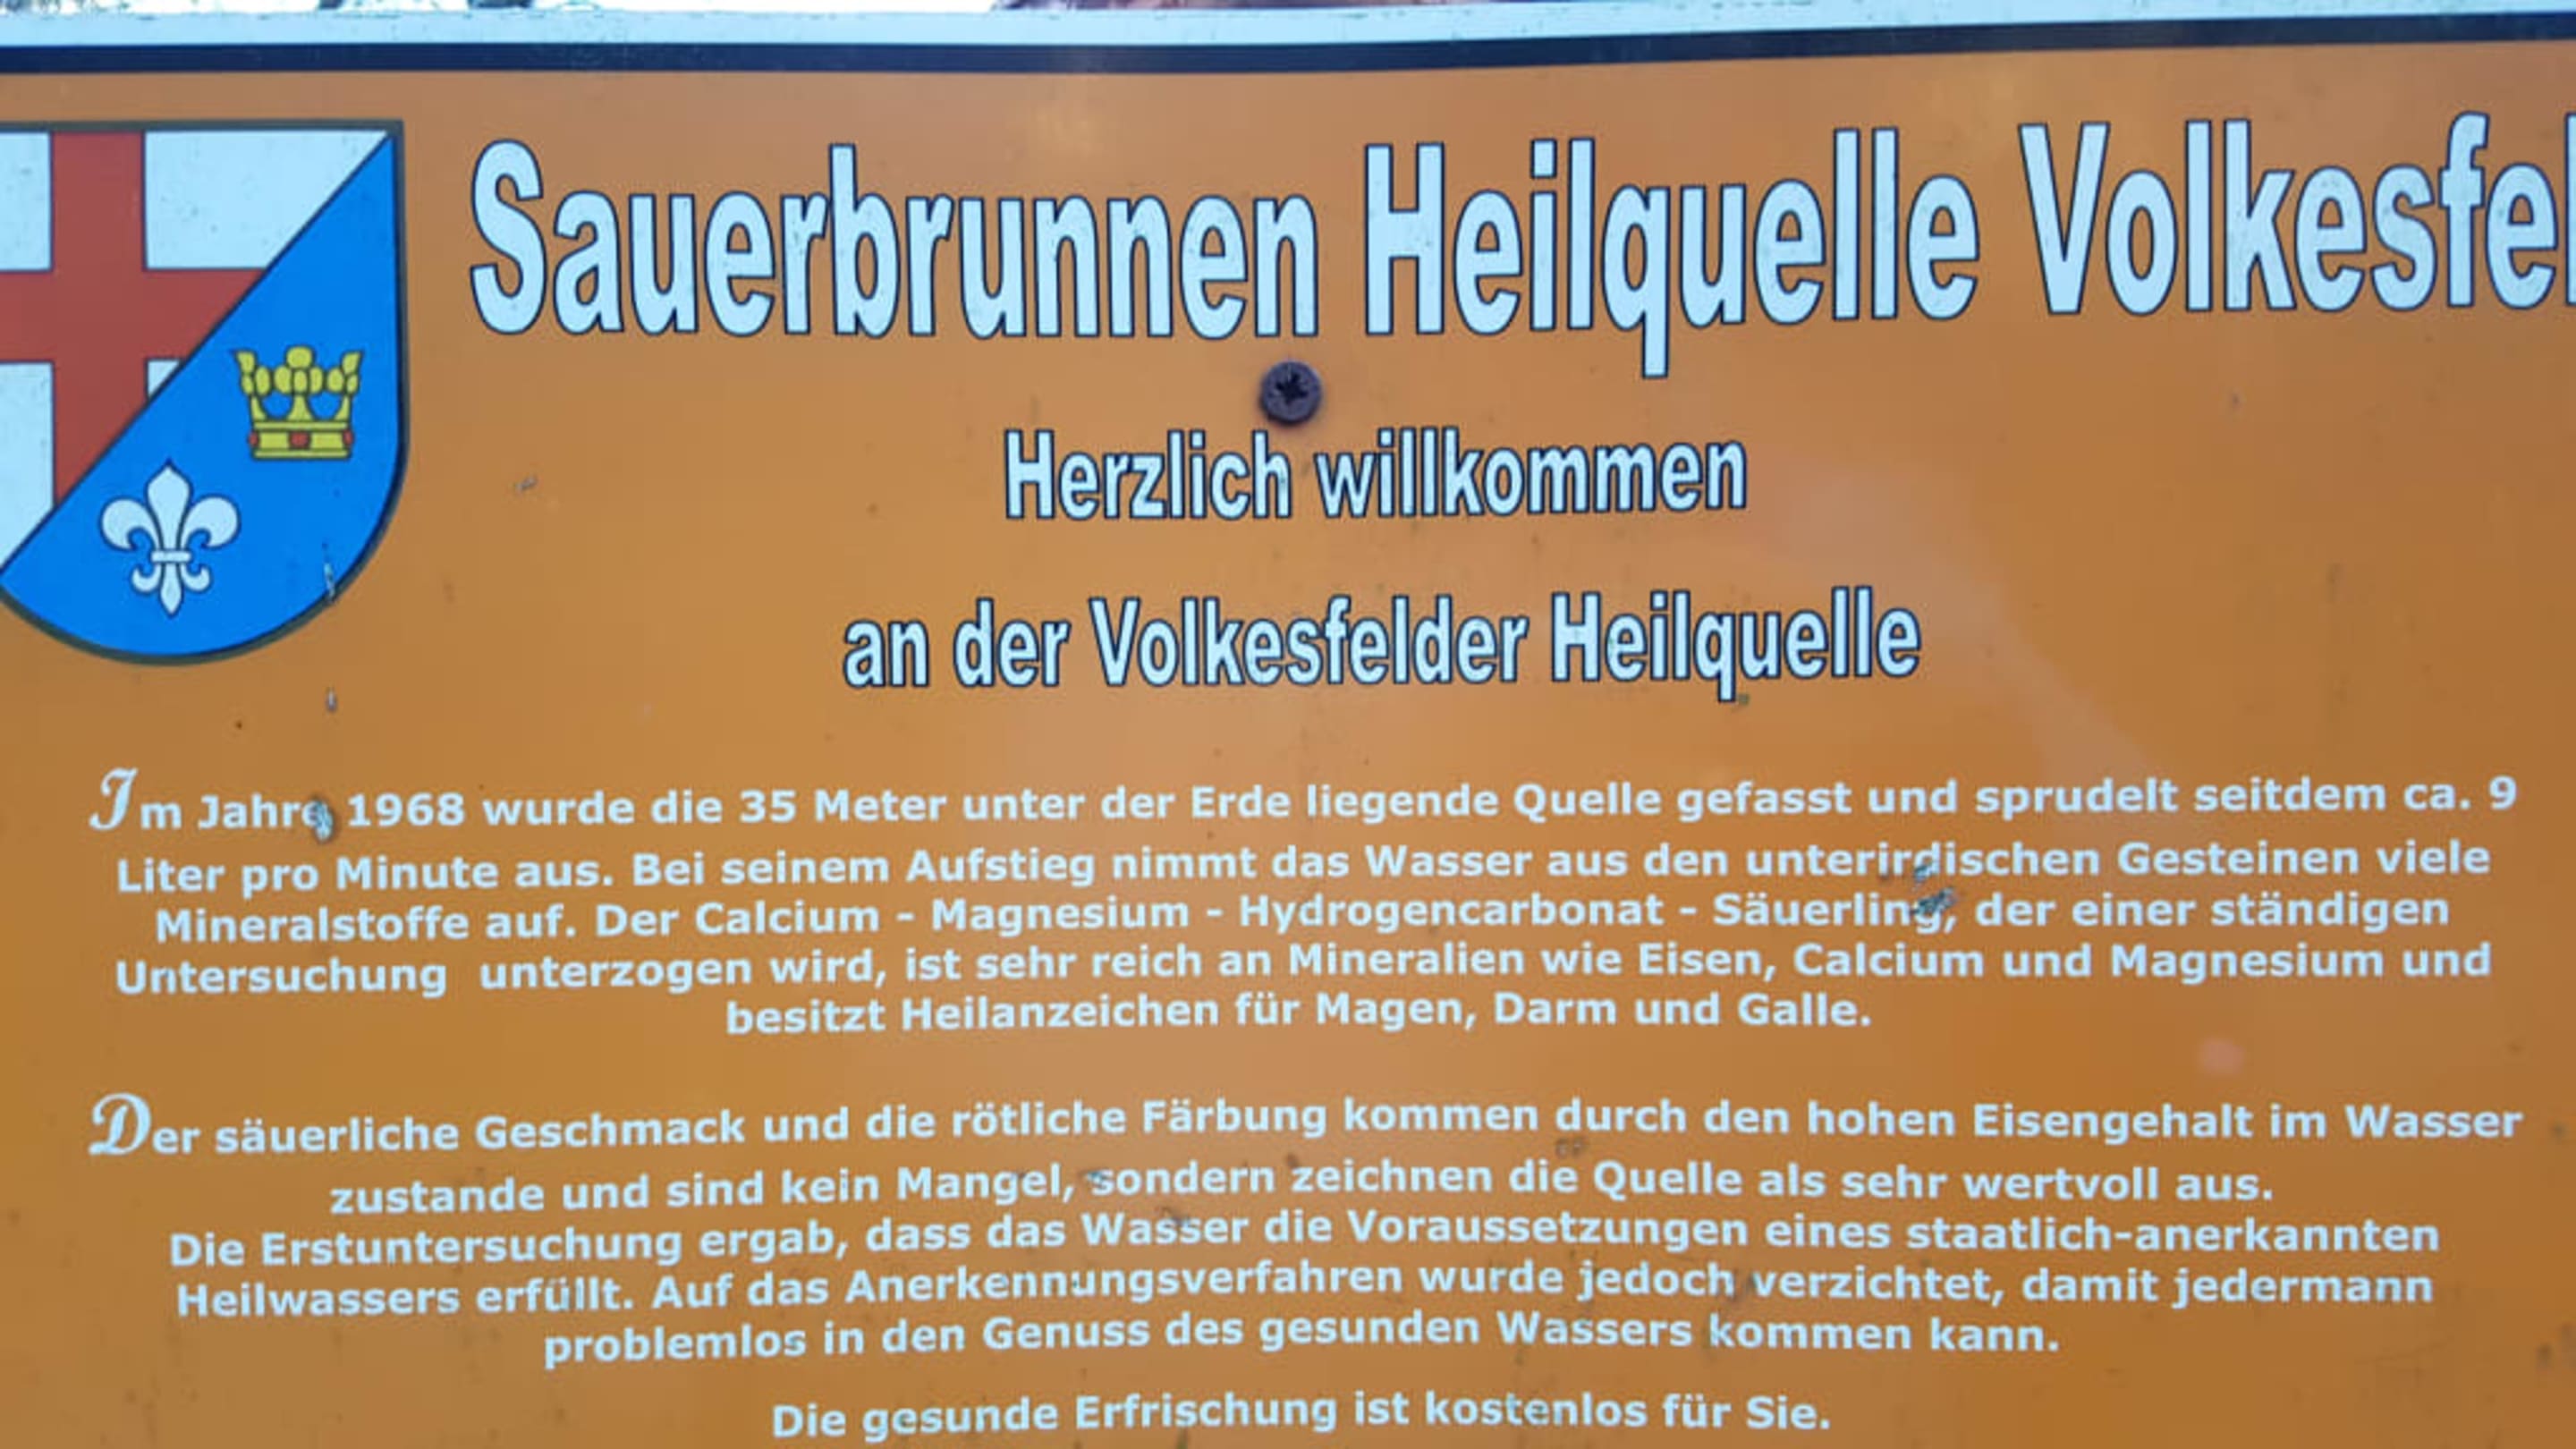 Sauerbrunnen Heilquelle Volkesfel
Herzlich willkommen
an der Volkesfelder Heilquelle
Im Jahre 1968 wurde die 35 Meter unter der Erde liegende Quelle gefasst und sprudelt seitdem ca. 9
Liter pro Minute aus. Bei seinem Aufstieg nimmt das Wasser aus den unterirdischen Gesteinen viele
Mineralstoffe auf. Der Calcium - Magnesium - Hydrogencarbonat - Säuerling, der einer ständigen
Untersuchung unterzogen wird, ist sehr reich an Mineralien wie Eisen, Calcium und Magnesium und
besitzt Heilanzeichen für Magen, Darm und Galle.
Der säuerliche Geschmack und die rötliche Färbung kommen durch den hohen Eisengehalt im Wasser
zustande und sind kein Mangel, sondern zeichnen die Quelle als sehr wertvoll aus.
Die Erstuntersuchung ergab, dass das Wasser die Voraussetzungen eines staatlich-anerkannten
Heilwassers erfüllt. Auf das Anerkennungsverfahren wurde jedoch verzichtet, damit jedermann
problemlos in den Genuss des gesunden Wassers kommen kann.
Die gesunde Erfrischung ist kostenlos für Sie.